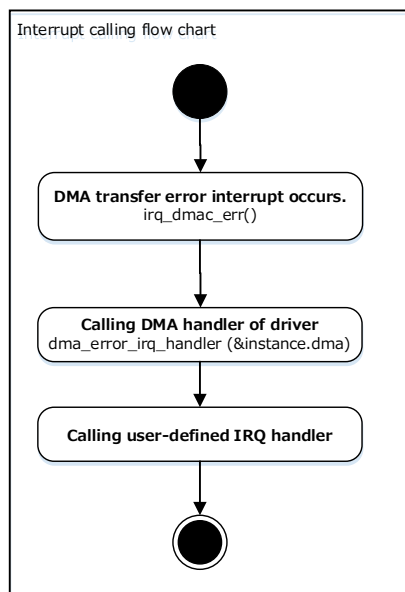 Interrupt calling flow chart
DMA transfer error interrupt occurs.
irq_dmac_err()
Calling DMA handler of driver
dma_error_irq_handler (&instance.dma)
Calling user-defined IRQ handler